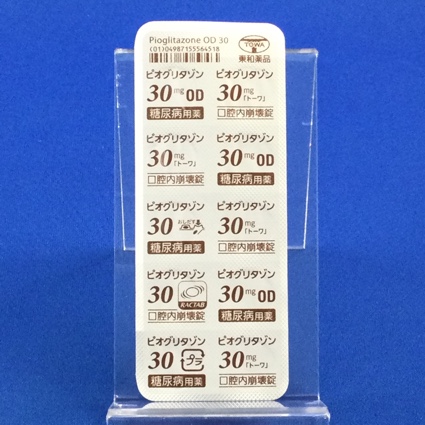 Pioglitazone OD 30
(01)04987155564518
TOWA
東和薬品
ピオグリタゾン
30mg OD
糖尿病用薬
ピオグリタゾン
30mg「トーワ」
口腔内崩壊錠
ピオグリタゾン
30mg「トーワ」
口腔内崩壊錠
ピオグリタゾン
30mg OD
糖尿病用薬
ピオグリタゾン
30 おしだす
糖尿病用薬
ピオグリタゾン
30mg「トーワ」
口腔内崩壊錠
ピオグリタゾン
30 RACTAB
口腔内崩壊錠
ピオグリタゾン
30mg OD
糖尿病用薬
ピオグリタゾン
30 プラ
糖尿病用薬
ピオグリタゾン
30mg「トーワ」
口腔内崩壊錠